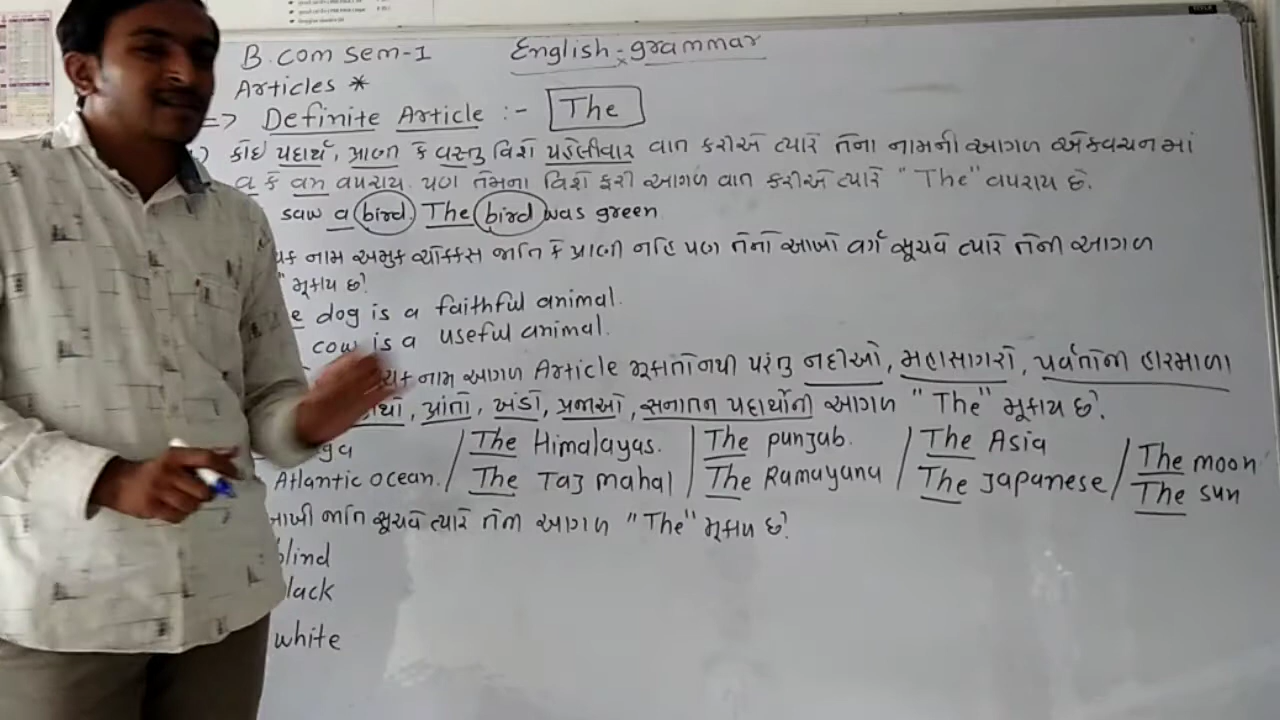 B.com sem-1 English grammar
Articles *
=> Definite Article :- The
કોઇ પદાર્થ, પ્રાણી કે વસ્તુ વિશે પહેલીવાર વાત કરીએ ત્યારે તેના નામની આગળ એકવચનમાં
a કે an વપરાય. પણ તેમના વિશે ફરી આગળ વાત કરીએ ત્યારે "The" વપરાય છે.
saw a bird. The bird was green
નામ અમુક ચોક્કસ જાતિ કે પ્રાણી નહિ પણ તેનો આખો વર્ગ સૂચવે ત્યારે તેની આગળ
" મૂકાય છે.
dog is a faithful animal.
cow is a useful animal.
નામ આગળ Article મૂકાતો નથી પરંતુ નદીઓ, મહાસાગરો, પર્વતોની હારમાળા
પ્રાંતો, ખંડો, પ્રજાઓ, સનાતન પદાર્થોની આગળ "The" મૂકાય છે.
The Himalayas. / The punjab. / The Asia / The moon
Atlantic ocean. / The Taj mahal / The Ramayana / The Japanese / The sun
જાતિ સૂચવે ત્યારે તેની આગળ "The" મૂકાય છે.
blind
white